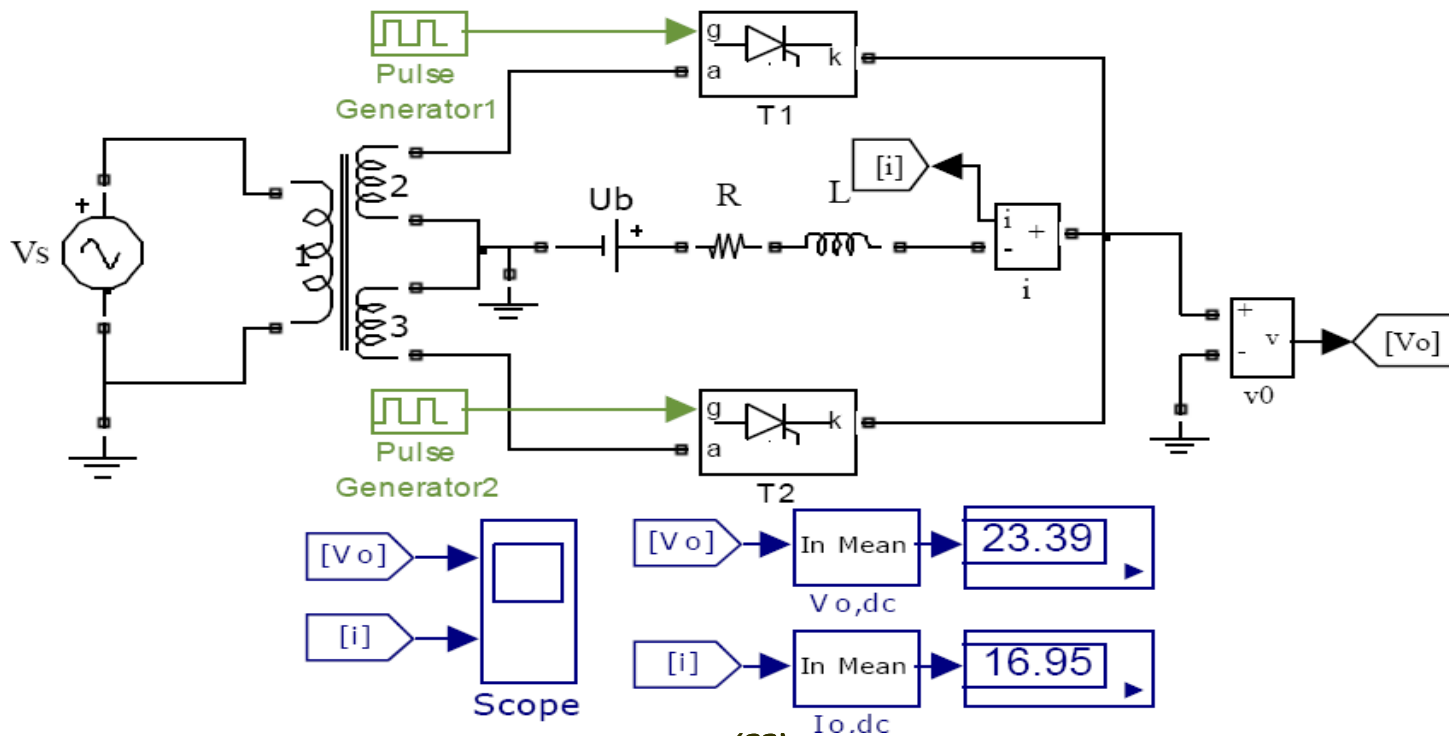 g
k
a
T1
Pulse
Generator1
[i]
2
Ub
+
R
L
i
+
-
i
+
Vs
1
3
+
v
-
v0
[Vo]
g
k
a
T2
Pulse
Generator2
[Vo]
[i]
Scope
[Vo]
In Mean
23.39
Vo,dc
[i]
In Mean
16.95
Io,dc